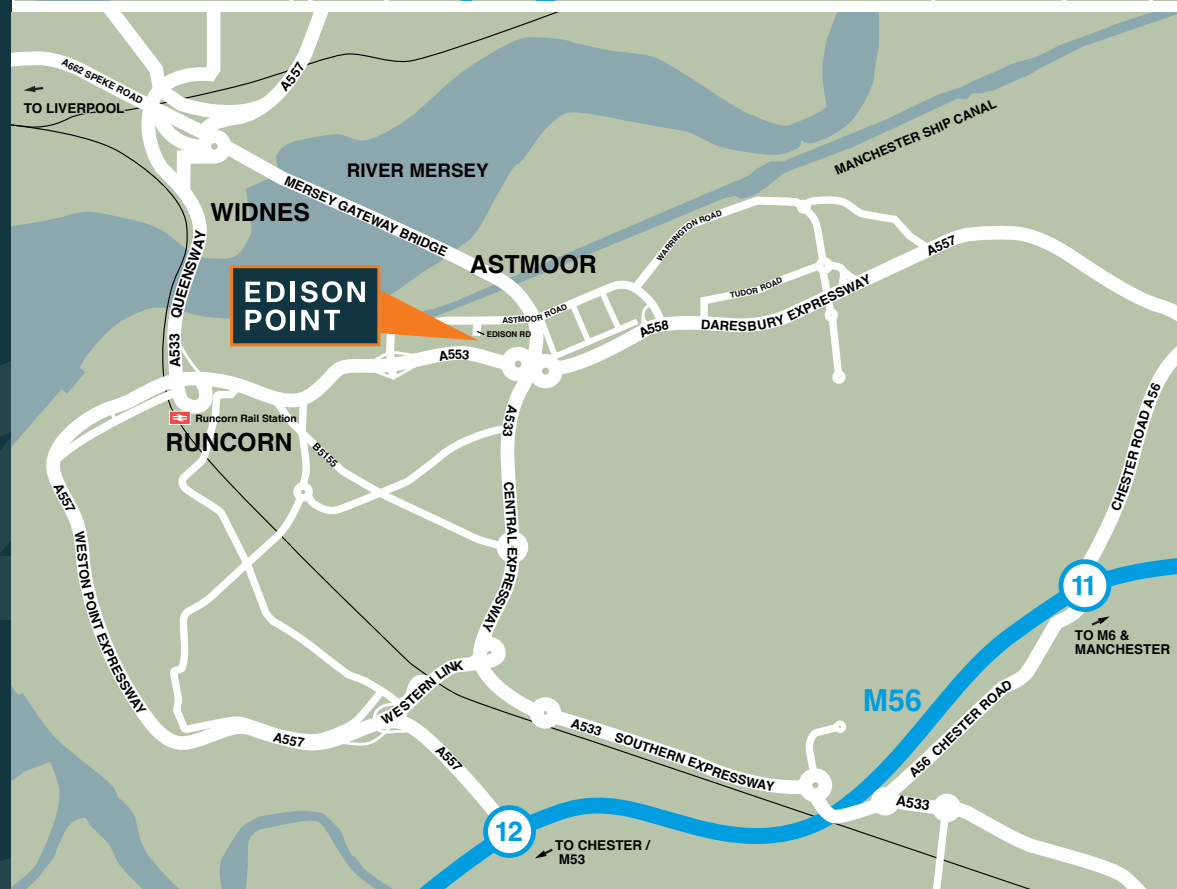 A557
A662 SPEKE ROAD
TO LIVERPOOL
MANCHESTER SHIP CANAL
RIVER MERSEY
MERSEY GATEWAY BRIDGE
WIDNES
WARRINGTON ROAD
QUEENSWAY
A557
ASTMOOR
EDISON
POINT
TUDOR ROAD
ASTMOOR ROAD
EDISON RD
A558
DARESBURY EXPRESSWAY
A533
A553
CHESTER ROAD A56
Runcorn Rail Station
RUNCORN
A533
B5155
A557
CENTRAL EXPRESSWAY
WESTON POINT EXPRESSWAY
11
TO M6 &
MANCHESTER
WESTERN LINK
M56
A56 CHESTER ROAD
A557
A533 SOUTHERN EXPRESSWAY
A557
A533
12
TO CHESTER /
M53